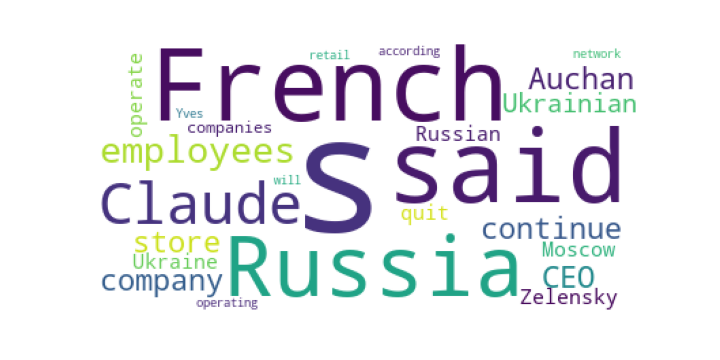 retail according network
operate French Auchan
Yves companies Russian Ukrainian
employees s said
will
Claude quit continue
store Russia Moscow
Ukraine
company CEO
operating Zelensky